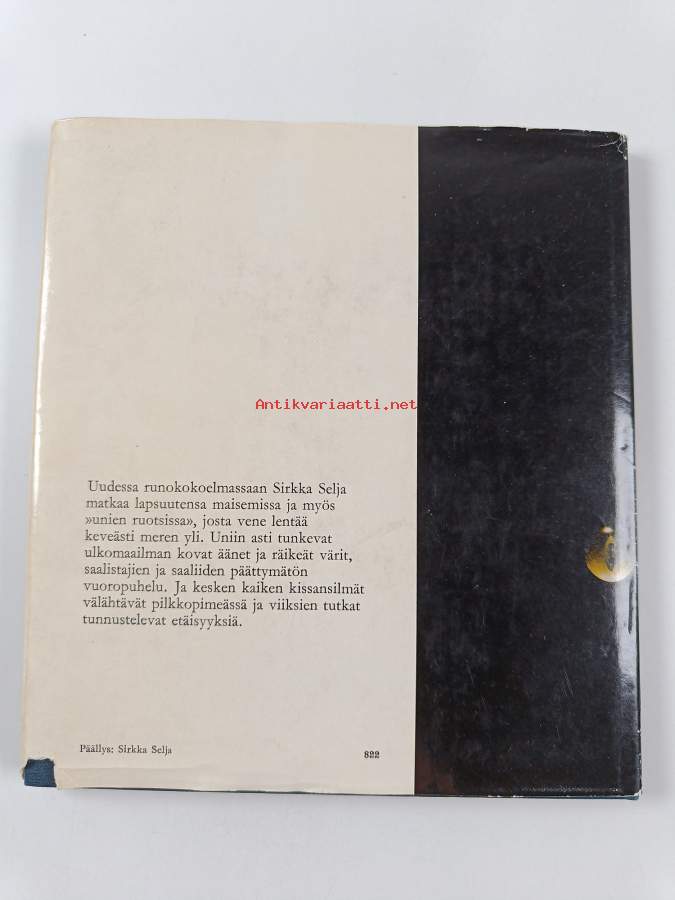 Antikvariaatti.net
Uudessa runokokoelmassaan Sirkka Selja
matkaa lapsuutensa maisemissa ja myös
»unien ruotsissa», josta vene lentää
keveästi meren yli. Uniin asti tunkevat
ulkomaailman kovat äänet ja räikeät värit,
saalistajien ja saaliiden päättymätön
vuoropuhelu. Ja kesken kaiken kissansilmät
välähtävät pilkkopimeässä ja viiksien tutkat
tunnustelevat etäisyyksiä.
Päällys: Sirkka Selja
822